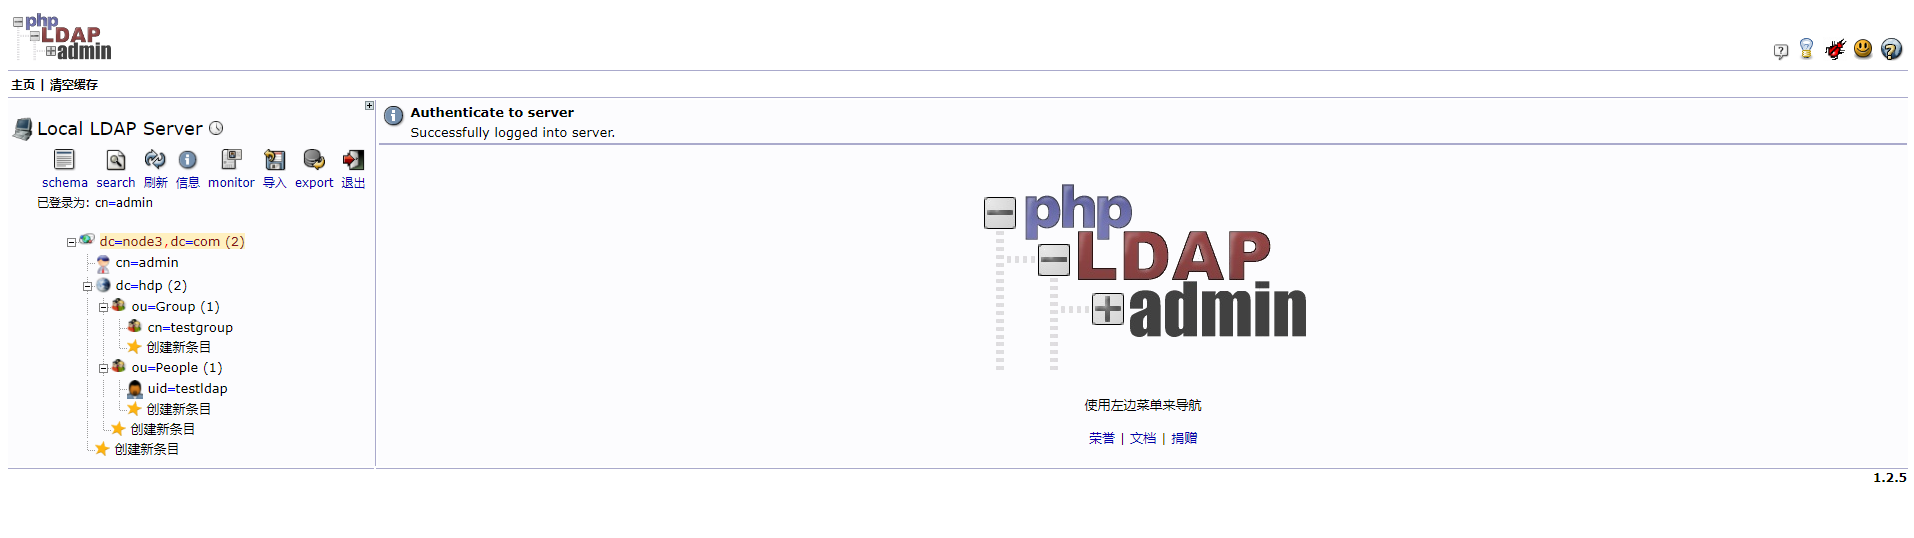 php
LDAP
admin
主页 | 清空缓存
Local LDAP Server
schema search 刷新 信息 monitor 导入 export 退出
已登录为: cn=admin
dc=node3,dc=com (2)
cn=admin
dc=hdp (2)
ou=Group (1)
cn=testgroup
创建新条目
ou=People (1)
uid=testldap
创建新条目
创建新条目
创建新条目
Authenticate to server
Successfully logged into server.
php
LDAP
admin
使用左边菜单来导航
荣誉 | 文档 | 捐赠
1.2.5